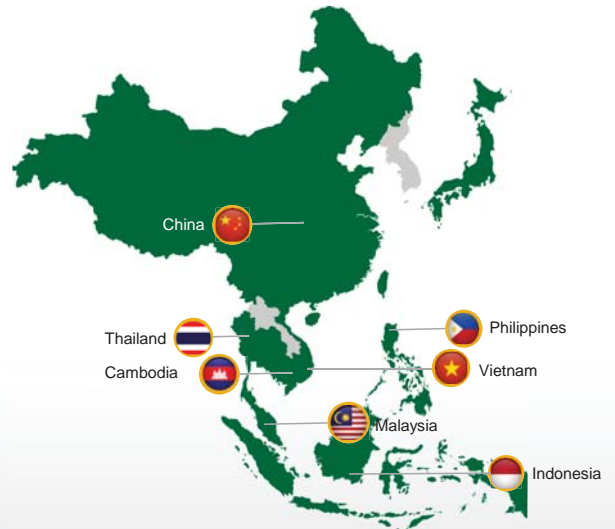 China
Thailand
Philippines
Cambodia
Vietnam
Malaysia
Indonesia